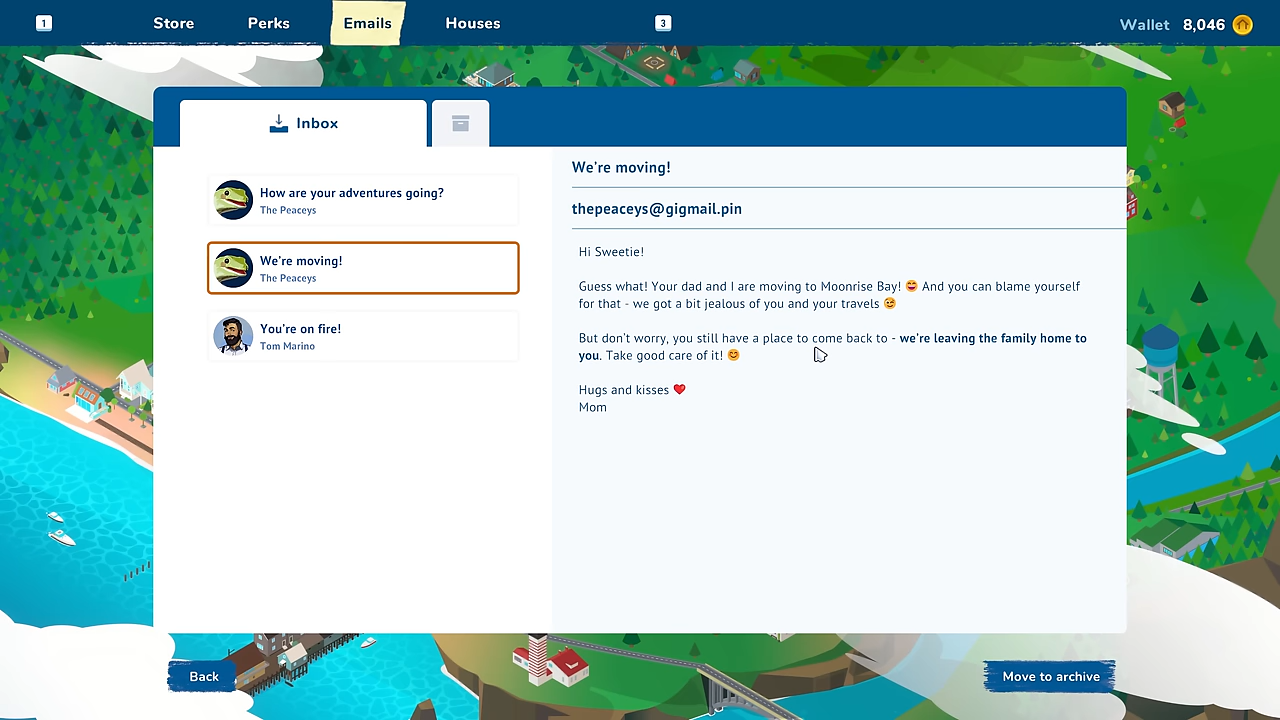 1
Store
Perks
Emails
Houses
3
Wallet 8,046
Inbox
How are your adventures going?
The Peaceys
We're moving!
The Peaceys
You're on fire!
Tom Marino
We're moving!
thepeaceys@gigmail.pin
Hi Sweetie!
Guess what! Your dad and I are moving to Moonrise Bay! 😄 And you can blame yourself
for that - we got a bit jealous of you and your travels 😉
But don't worry, you still have a place to come back to - we're leaving the family home to
you. Take good care of it! 😊
Hugs and kisses ❤️
Mom
Back
Move to archive